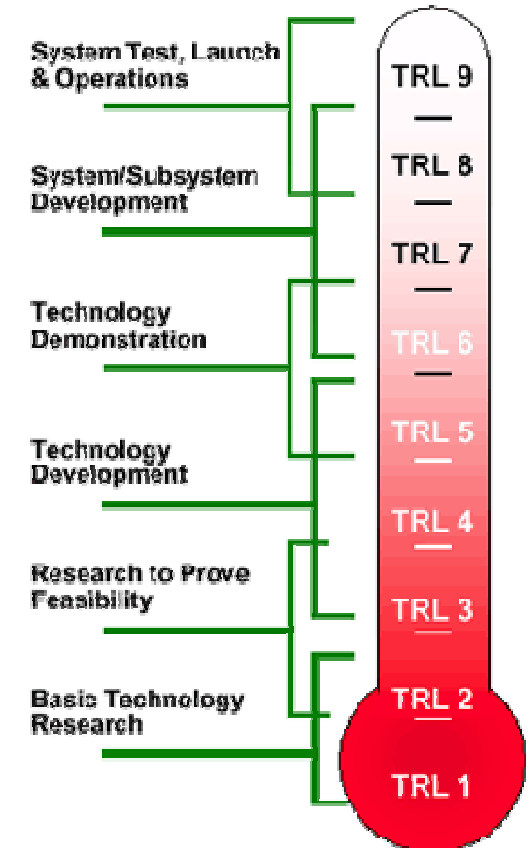 System Test, Launch
& Operations
System/Subsystem
Development
Technology
Demonstration
Technology
Development
Research to Prove
Feasibility
Basic Technology
Research
TRL 9
TRL 8
TRL 7
TRL 6
TRL 5
TRL 4
TRL 3
TRL 2
TRL 1